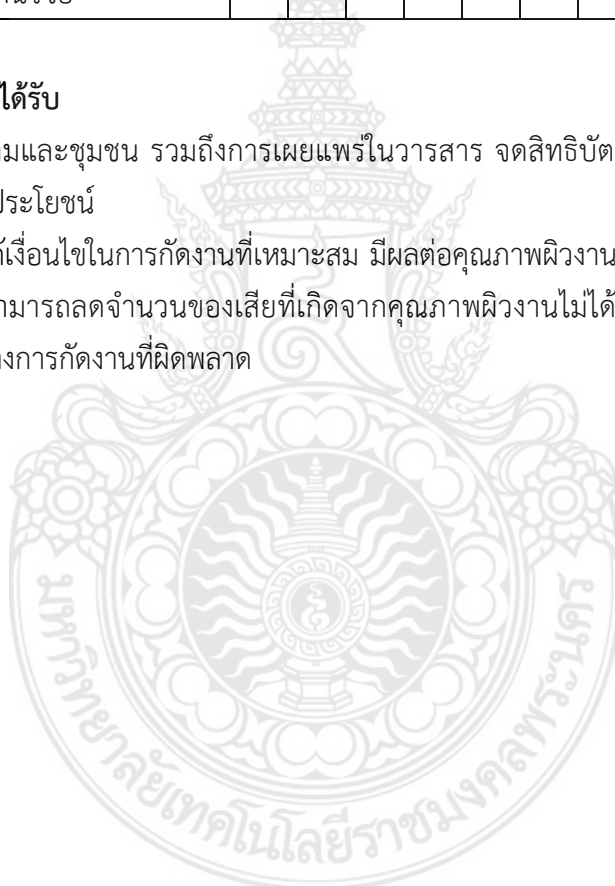 ได้รับ
ามและชุมชน รวมถึงการเผยแพร่ในวารสาร จดสิทธิบัต
ประโยชน์
เงื่อนไขในการกัดงานที่เหมาะสม มีผลต่อคุณภาพผิวงาน
ามารถลดจำนวนของเสียที่เกิดจากคุณภาพผิวงานไม่ได้
งการกัดงานที่ผิดพลาด
มหาวิทยาลัยเทคโนโลยีราชมงคลพระนคร